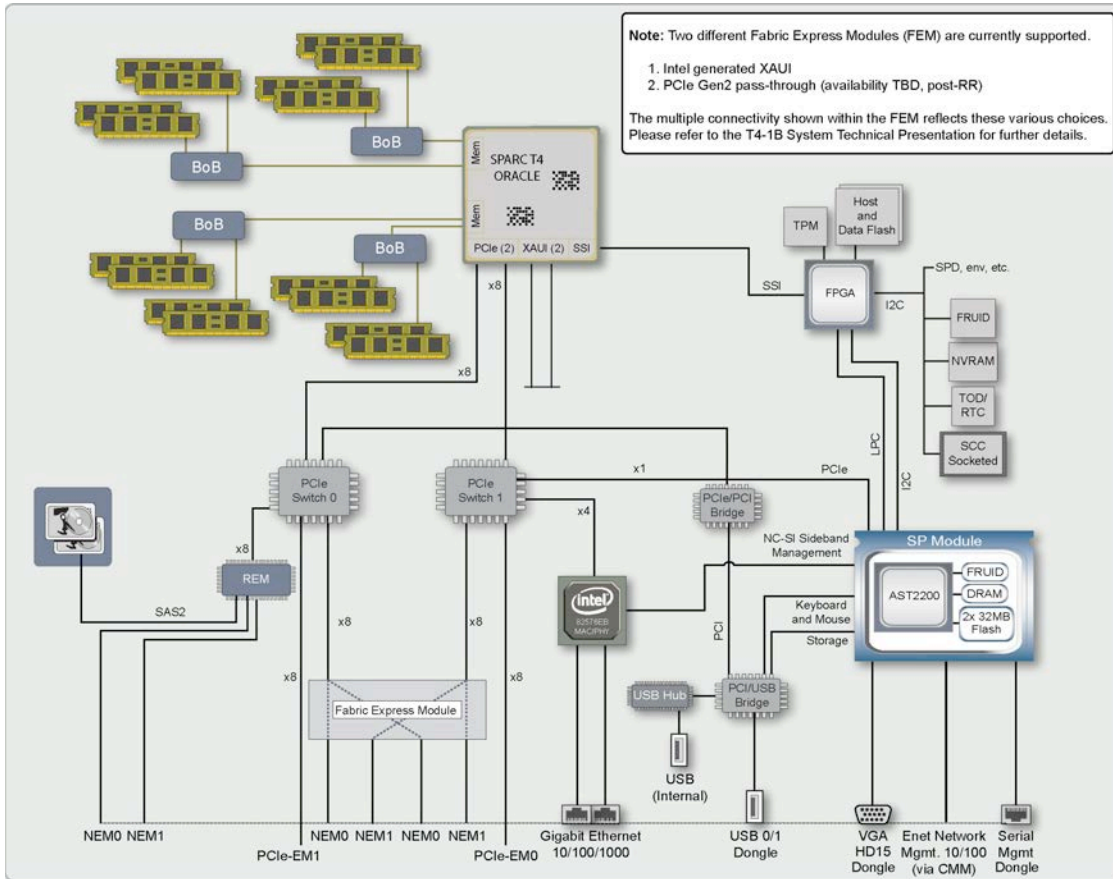 Note: Two different Fabric Express Modules (FEM) are currently supported.
1. Intel generated XAUI
2. PCIe Gen2 pass-through (availability TBD, post-RR)
The multiple connectivity shown within the FEM reflects these various choices.
Please refer to the T4-1B System Technical Presentation for further details.
BoB
BoB
BoB
BoB
Mem
Mem
SPARC T4
ORACLE
PCIe (2)
XAUI (2)
SSI
x8
x8
SSI
TPM
Host
and
Data Flash
FPGA
I2C
SPD, env, etc.
FRUID
NVRAM
TOD/
RTC
SCC
Socketed
LPC
I2C
PCIe
Switch 0
PCIe
Switch 1
x1
PCIe
x4
PCIe/PCI
Bridge
x8
REM
SAS2
x8
x8
x8
x8
Fabric Express Module
intel
82576EB
MAC/PHY
PCI
NC-SI Sideband
Management
Keyboard
and Mouse
Storage
SP Module
AST2200
FRUID
DRAM
2x 32MB
Flash
USB Hub
PCI/USB
Bridge
USB
(Internal)
NEM0
NEM1
PCIe-EM1
NEM0
NEM1
NEM0
NEM1
PCIe-EM0
Gigabit Ethernet
10/100/1000
USB 0/1
Dongle
VGA
HD15
Dongle
Enet Network
Mgmt. 10/100
(via CMM)
Serial
Mgmt
Dongle